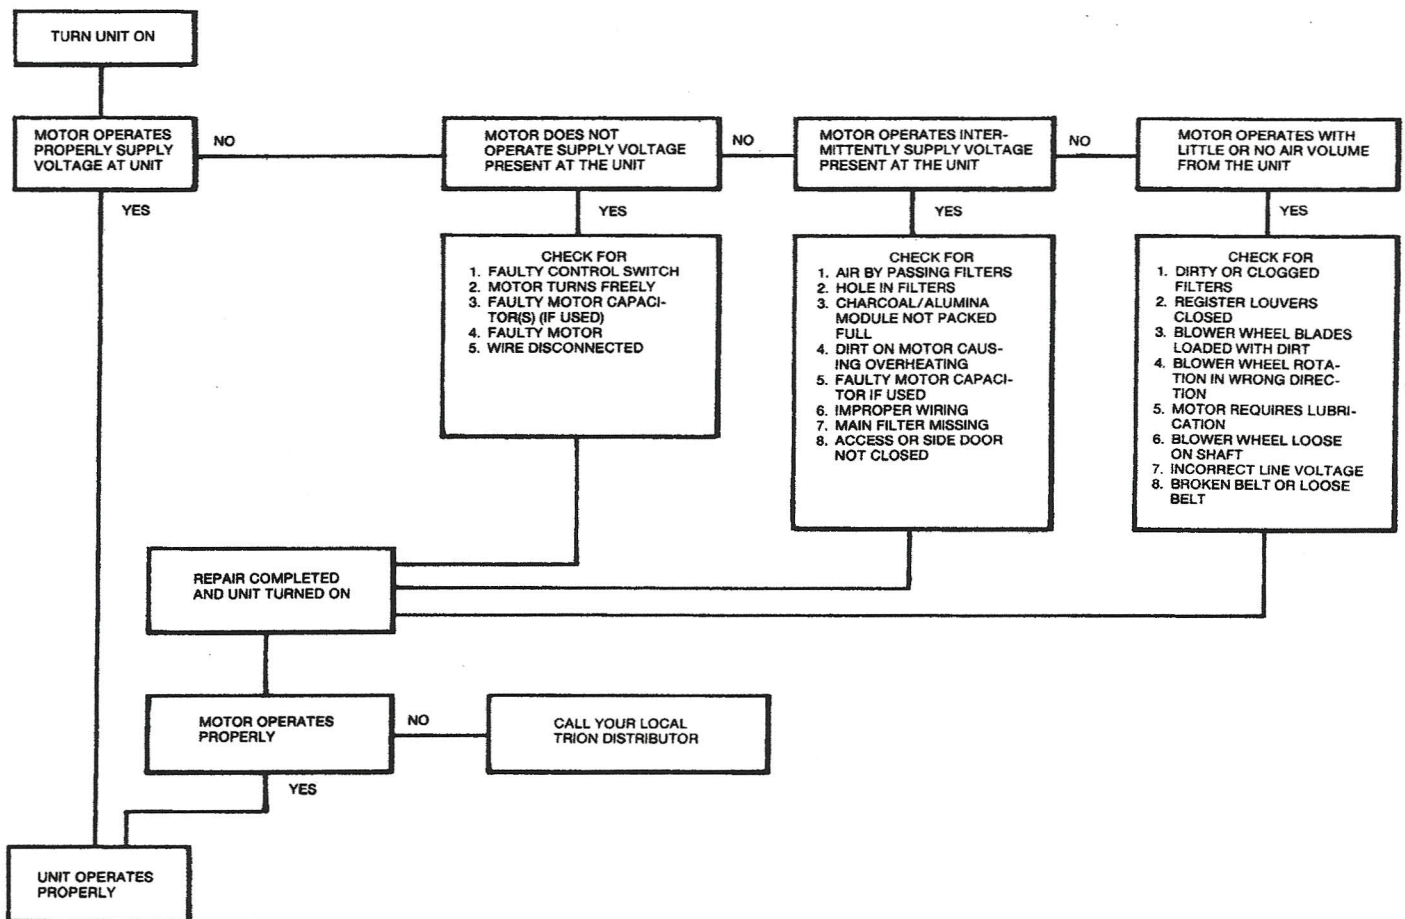 TURN UNIT ON
MOTOR OPERATES
PROPERLY SUPPLY
VOLTAGE AT UNIT
NO
MOTOR DOES NOT
OPERATE SUPPLY VOLTAGE
PRESENT AT THE UNIT
NO
MOTOR OPERATES INTER-
MITTENTLY SUPPLY VOLTAGE
PRESENT AT THE UNIT
NO
MOTOR OPERATES WITH
LITTLE OR NO AIR VOLUME
FROM THE UNIT
YES
YES
YES
YES
CHECK FOR
1. FAULTY CONTROL SWITCH
2. MOTOR TURNS FREELY
3. FAULTY MOTOR CAPACI-
TOR(S) (IF USED)
4. FAULTY MOTOR
5. WIRE DISCONNECTED
CHECK FOR
1. AIR BY PASSING FILTERS
2. HOLE IN FILTERS
3. CHARCOAL/ALUMINA
MODULE NOT PACKED
FULL
4. DIRT ON MOTOR CAUS-
ING OVERHEATING
5. FAULTY MOTOR CAPACI-
TOR IF USED
6. IMPROPER WIRING
7. MAIN FILTER MISSING
8. ACCESS OR SIDE DOOR
NOT CLOSED
CHECK FOR
1. DIRTY OR CLOGGED
FILTERS
2. REGISTER LOUVERS
CLOSED
3. BLOWER WHEEL BLADES
LOADED WITH DIRT
4. BLOWER WHEEL ROTA-
TION IN WRONG DIREC-
TION
5. MOTOR REQUIRES LUBRI-
CATION
6. BLOWER WHEEL LOOSE
ON SHAFT
7. INCORRECT LINE VOLTAGE
8. BROKEN BELT OR LOOSE
BELT
REPAIR COMPLETED
AND UNIT TURNED ON
MOTOR OPERATES
PROPERLY
NO
CALL YOUR LOCAL
TRION DISTRIBUTOR
YES
UNIT OPERATES
PROPERLY